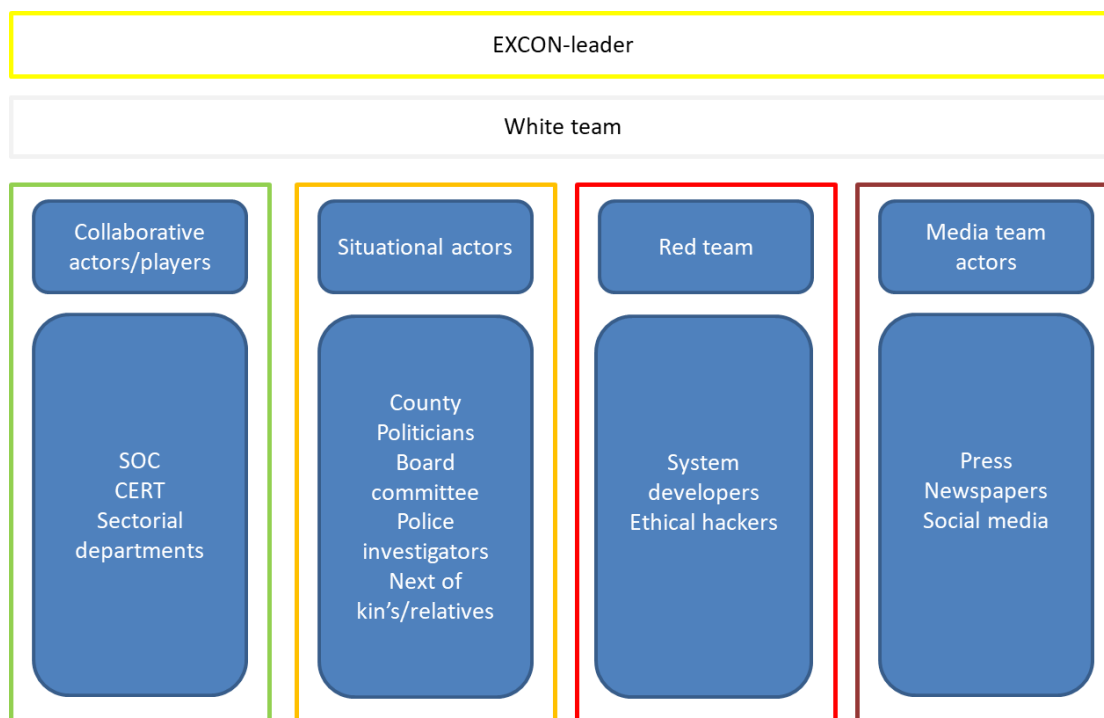 EXCON-leader
White team
Collaborative
actors/players
SOC
CERT
Sectorial
departments
Situational actors
County
Politicians
Board
committee
Police
investigators
Next of
kin’s/relatives
Red team
System
developers
Ethical hackers
Media team
actors
Press
Newspapers
Social media